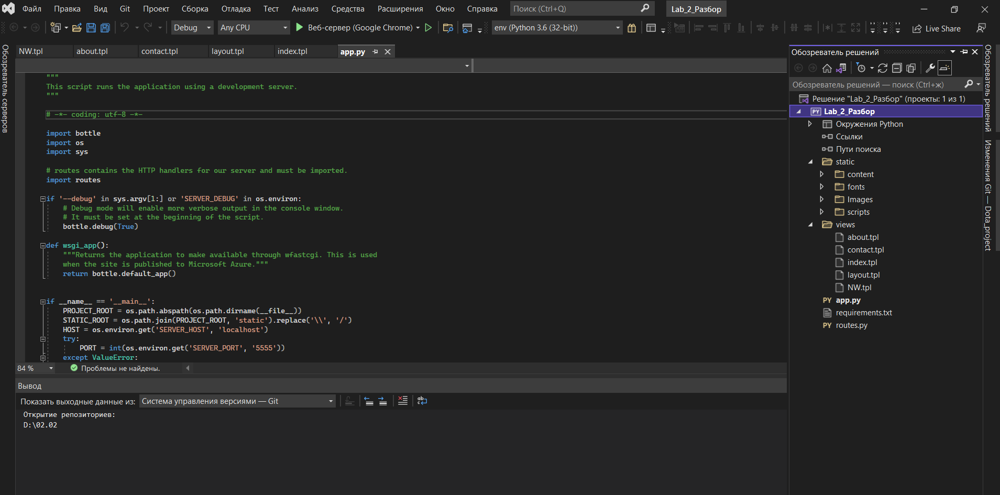 Файл Правка Вид Git Проект Сборка Отладка Тест Анализ Средства Расширения Окно Справка Поиск (Ctrl+Q) Lab_2_Разбор
Debug Any CPU Веб-сервер (Google Chrome) env (Python 3.6 (32-bit)) Live Share
Обозреватель серверов
NW.tpl about.tpl contact.tpl layout.tpl index.tpl app.py
"""
This script runs the application using a development server.
"""
# -*- coding: utf-8 -*-
import bottle
import os
import sys
# routes contains the HTTP handlers for our server and must be imported.
import routes
if '--debug' in sys.argv[1:] or 'SERVER_DEBUG' in os.environ:
# Debug mode will enable more verbose output in the console window.
# It must be set at the beginning of the script.
bottle.debug(True)
def wsgi_app():
"""Returns the application to make available through wfastcgi. This is used
when the site is published to Microsoft Azure."""
return bottle.default_app()
if __name__ == '__main__':
PROJECT_ROOT = os.path.abspath(os.path.dirname(__file__))
STATIC_ROOT = os.path.join(PROJECT_ROOT, 'static').replace('\\', '/')
HOST = os.environ.get('SERVER_HOST', 'localhost')
try:
PORT = int(os.environ.get('SERVER_PORT', '5555'))
except ValueError:
84 % Проблемы не найдены.
Вывод
Показать выходные данные из: Система управления версиями — Git
Открытие репозиториев:
D:\02.02
Обозреватель решений
Обозреватель решений — поиск (Ctrl+ж)
Решение "Lab_2_Разбор" (проекты: 1 из 1)
PY Lab_2_Разбор
Окружения Python
Ссылки
Пути поиска
static
content
fonts
Images
scripts
views
about.tpl
contact.tpl
index.tpl
layout.tpl
NW.tpl
PY app.py
requirements.txt
PY routes.py
Обозреватель решений
Изменения Git — Dota_project